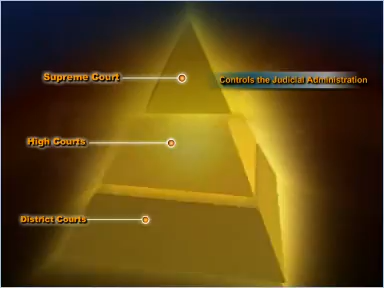 Supreme Court
Controls the Judicial Administration
High Courts
District Courts